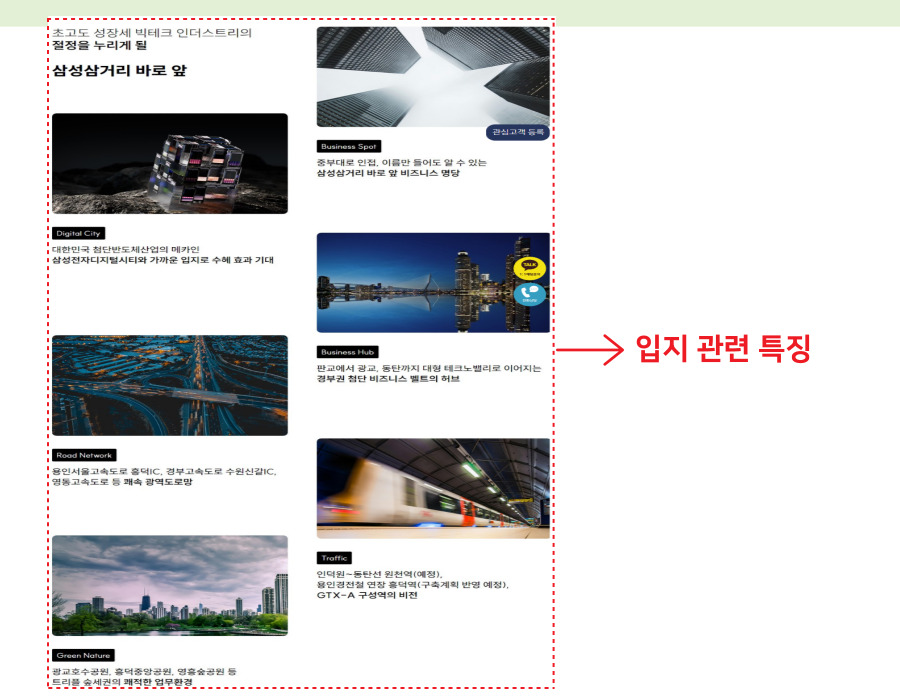 초고도 성장세 빅테크 인더스트리의
절정을 누리게 될
삼성삼거리 바로 앞
Digital City
대한민국 첨단반도체산업의 메카인
삼성전자디지털시티와 가까운 입지로 수혜 효과 기대
Road Network
용인서울고속도로 흥덕IC, 경부고속도로 수원신갈IC,
영동고속도로 등 쾌속 광역도로망
Green Nature
광교호수공원, 흥덕중앙공원, 영흥숲공원 등
트리플 숲세권의 쾌적한 업무환경
관심고객 등록
Business Spot
중부대로 인접, 이름만 들어도 알 수 있는
삼성삼거리 바로 앞 비즈니스 명당
TALK
Business Hub
판교에서 광교, 동탄까지 대형 테크노밸리로 이어지는
경부권 첨단 비즈니스 벨트의 허브
Traffic
인덕원~동탄선 원천역(예정),
용인경전철 연장 흥덕역(구축계획 반영 예정),
GTX-A 구성역의 비전
입지 관련 특징